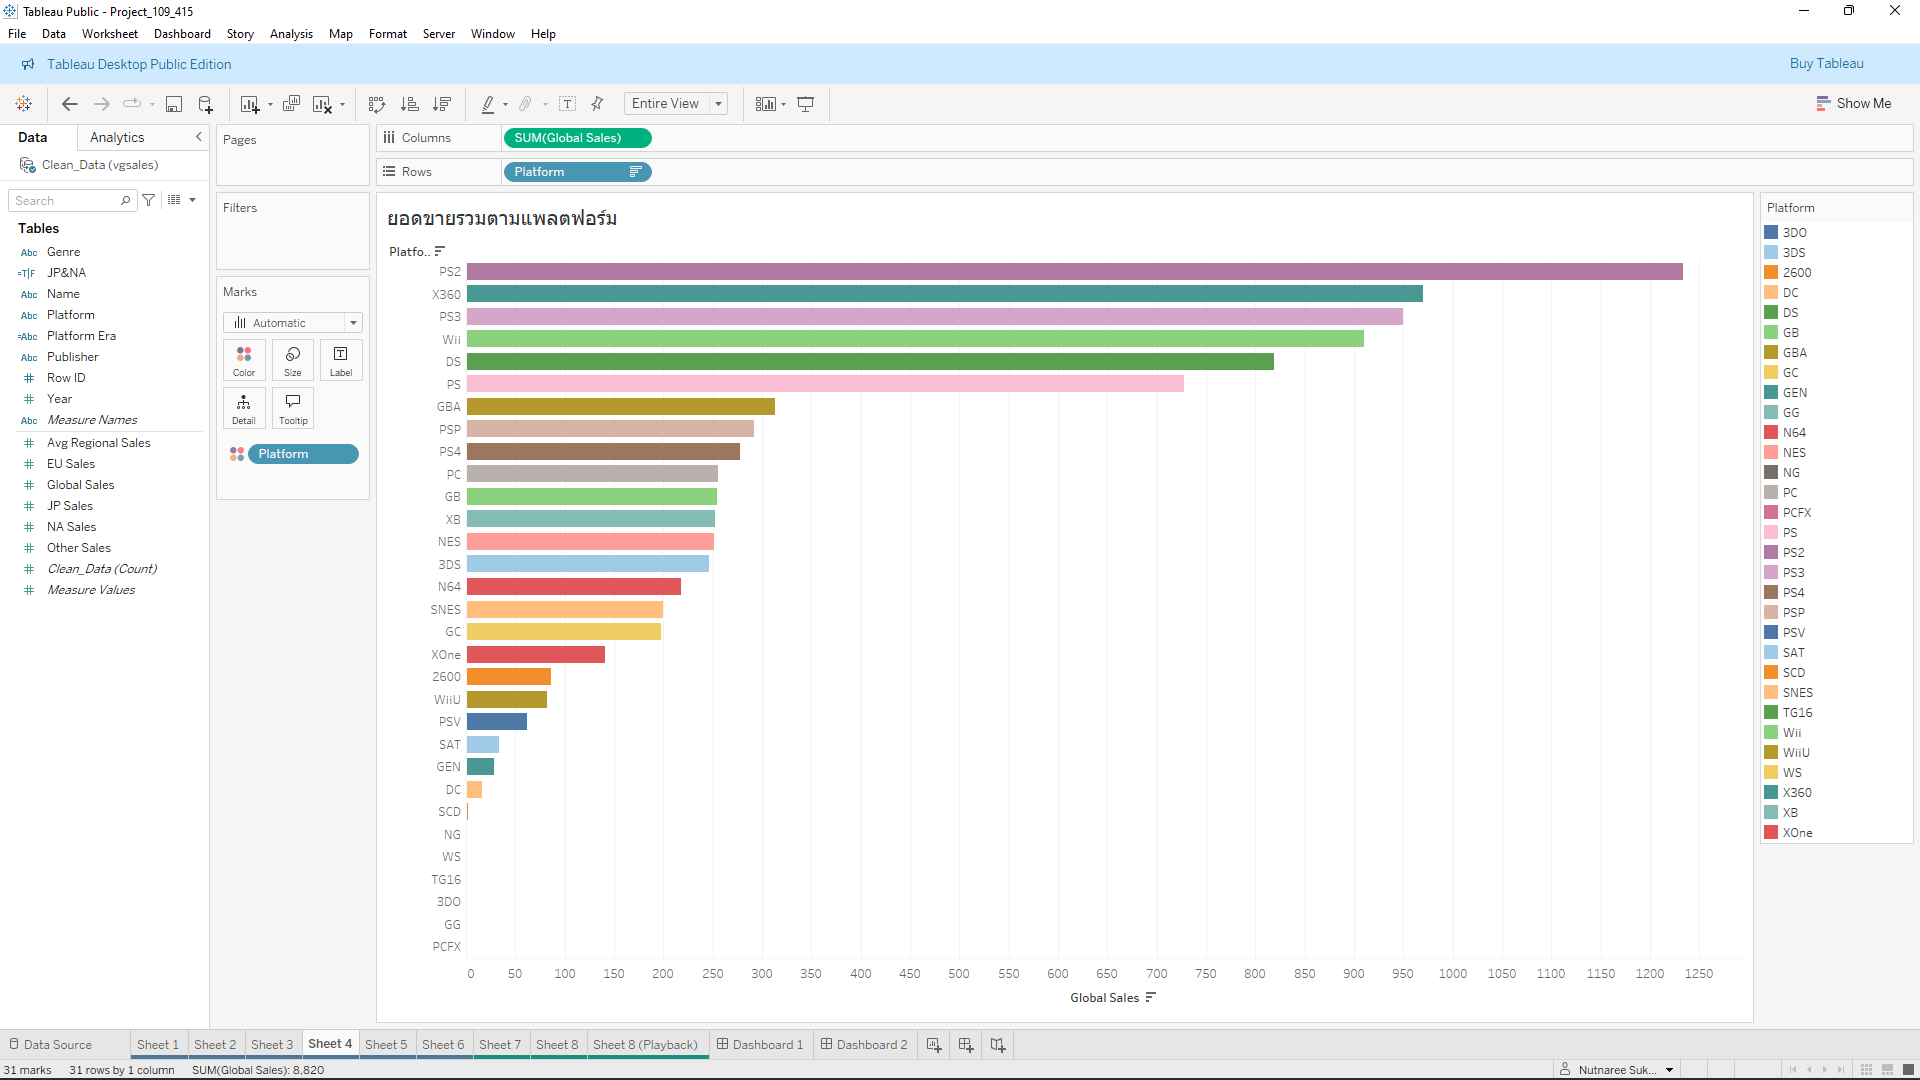 Tableau Public - Project_109_415
File Data Worksheet Dashboard Story Analysis Map Format Server Window Help
Tableau Desktop Public Edition Buy Tableau
Entire View Show Me
Data Analytics
Clean_Data (vgsales)
Search
Tables
Abc Genre
=T|F JP&NA
Abc Name
Abc Platform
=Abc Platform Era
Abc Publisher
# Row ID
# Year
Abc Measure Names
# Avg Regional Sales
# EU Sales
# Global Sales
# JP Sales
# NA Sales
# Other Sales
# Clean_Data (Count)
# Measure Values
Pages
Filters
Marks
Automatic
Color Size Label
Detail Tooltip
Platform
Columns SUM(Global Sales)
Rows Platform
ยอดขายรวมตามแพลตฟอร์ม
Platfo..
PS2
X360
PS3
Wii
DS
PS
GBA
PSP
PS4
PC
GB
XB
NES
3DS
N64
SNES
GC
XOne
2600
WiiU
PSV
SAT
GEN
DC
SCD
NG
WS
TG16
3DO
GG
PCFX
0 50 100 150 200 250 300 350 400 450 500 550 600 650 700 750 800 850 900 950 1000 1050 1100 1150 1200 1250
Global Sales
Platform
3DO
3DS
2600
DC
DS
GB
GBA
GC
GEN
GG
N64
NES
NG
PC
PCFX
PS
PS2
PS3
PS4
PSP
PSV
SAT
SCD
SNES
TG16
Wii
WiiU
WS
X360
XB
XOne
Data Source Sheet 1 Sheet 2 Sheet 3 Sheet 4 Sheet 5 Sheet 6 Sheet 7 Sheet 8 Sheet 8 (Playback) Dashboard 1 Dashboard 2
31 marks 31 rows by 1 column SUM(Global Sales): 8,820 Nutnaree Suk...